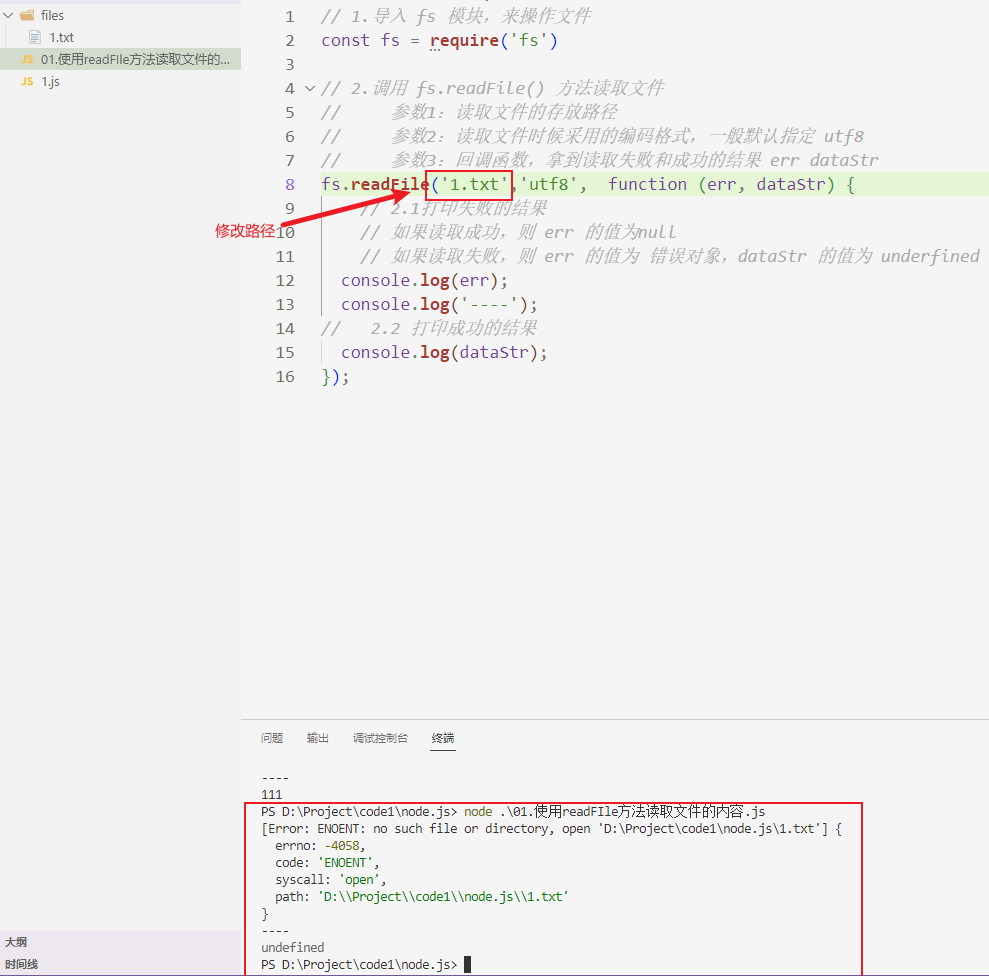 files
1.txt
JS 01.使用readFIle方法读取文件的...
JS 1.js
大纲
时间线
1 // 1.导入 fs 模块，来操作文件
2 const fs = require('fs')
3
4 // 2.调用 fs.readFile() 方法读取文件
5 //     参数1：读取文件的存放路径
6 //     参数2：读取文件时候采用的编码格式，一般默认指定 utf8
7 //     参数3：回调函数，拿到读取失败和成功的结果 err dataStr
8 fs.readFile('1.txt','utf8',  function (err, dataStr) {
9     // 2.1打印失败的结果
修改路径
10     // 如果读取成功，则 err 的值为null
11     // 如果读取失败，则 err 的值为 错误对象，dataStr 的值为 underfined
12   console.log(err);
13   console.log('----');
14 //   2.2 打印成功的结果
15   console.log(dataStr);
16 });
问题 输出 调试控制台 终端
----
111
PS D:\Project\code1\node.js> node .\01.使用readFIle方法读取文件的内容.js
[Error: ENOENT: no such file or directory, open 'D:\Project\code1\node.js\1.txt'] {
  errno: -4058,
  code: 'ENOENT',
  syscall: 'open',
  path: 'D:\\Project\\code1\\node.js\\1.txt'
}
----
undefined
PS D:\Project\code1\node.js>